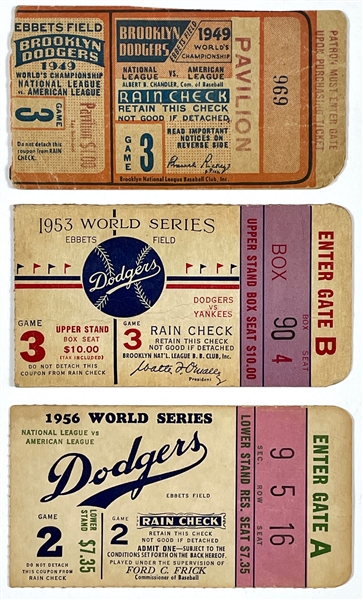 EBBETS FIELD
BROOKLYN
DODGERS
1949
WORLD'S CHAMPIONSHIP
NATIONAL LEAGUE
vs. AMERICAN LEAGUE
GAME
3
Pavilion
Do not detach this
coupon from RAIN CHECK.
BROOKLYN
DODGERS
EBBETS FIELD
1949
WORLD'S
CHAMPIONSHIP
NATIONAL
LEAGUE
VS.
AMERICAN
LEAGUE
ALBERT B. CHANDLER, Com. of Baseball
RAIN CHECK
RETAIN THIS CHECK
NOT GOOD IF DETACHED
GAME
3
READ IMPORTANT
NOTICES ON
REVERSE SIDE
Branch Rickey
Brooklyn National League Baseball Club, Inc.
PAVILION
969
PATRON MUST ENTER GATE
UPON PURCHASING TICKET
1953 WORLD SERIES
EBBETS FIELD
Dodgers
DODGERS
VS
YANKEES
GAME
3
UPPER STAND
BOX SEAT
$10.00
(TAX INCLUDED)
DO NOT DETACH THIS
COUPON FROM RAIN CHECK
GAME
3
RAIN CHECK
RETAIN THIS CHECK
NOT GOOD IF DETACHED
BROOKLYN NAT'L LEAGUE B. B. CLUB, INC.
Walter F. O'Malley
President
UPPER STAND
BOX SEAT $10.00
BOX SEAT
BOX
90
4
ENTER GATE B
1956 WORLD SERIES
NATIONAL LEAGUE vs
AMERICAN LEAGUE
Dodgers
EBBETS FIELD
GAME
2
LOWER
STAND
$7.35
DO NOT DETACH THIS
COUPON FROM RAIN CHECK
GAME
2
RAIN CHECK
RETAIN THIS CHECK
NOT GOOD IF DETACHED
ADMIT ONE—SUBJECT TO THE
CONDITIONS SET FORTH ON THE BACK HEREOF
PLAYED UNDER THE SUPERVISION OF
FORD C. FRICK
Commissioner of Baseball
LOWER STAND RES. SEAT $7.35
SEC. ROW SEAT
9 5 16
ENTER GATE A